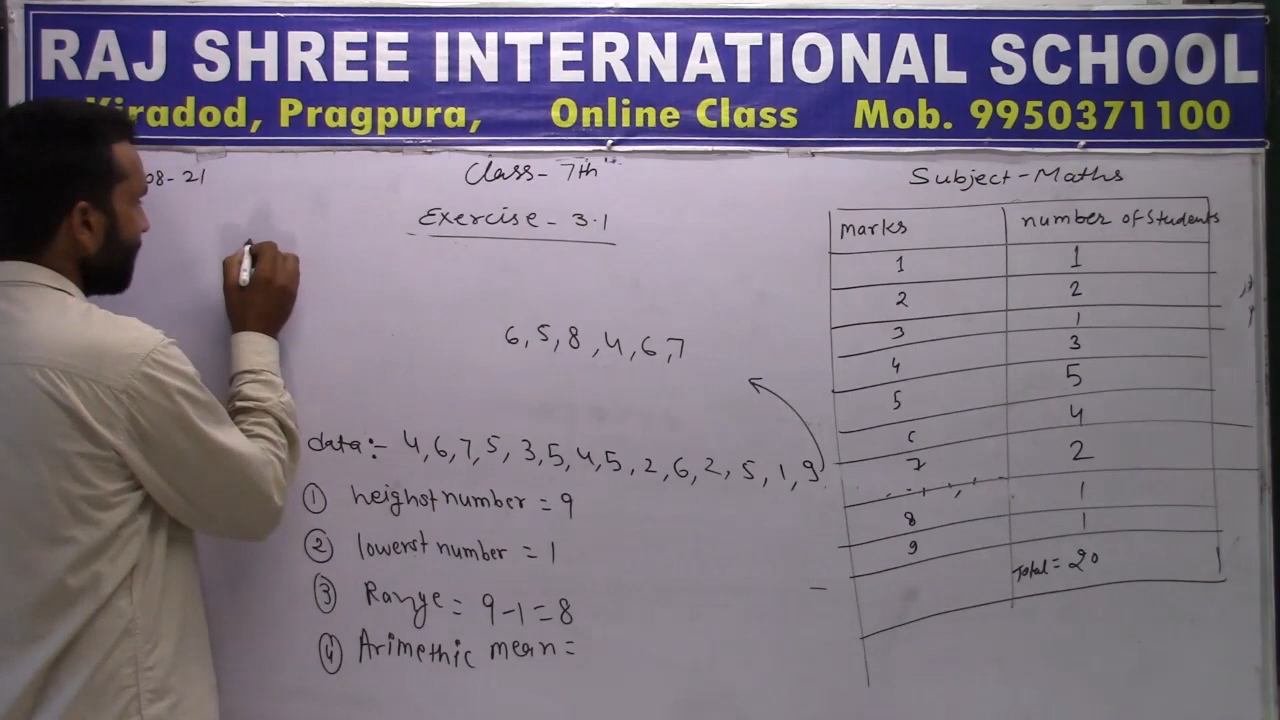 RAJ SHREE INTERNATIONAL SCHOOL
Kiradod, Pragpura, Online Class Mob. 9950371100
08-21
Class-7th
Subject-Maths
Exercise-3.1
6,5,8,4,6,7
data:- 4,6,7,5,3,5,4,5,2,6,2,5,1,9
① heighst number = 9
② lowerst number = 1
③ Range = 9-1=8
④ Arimethic mean =
marks number of Students
1 1
2 2
3 1
4 3
5 5
6 4
7 2
8 1
9 1
Total = 20